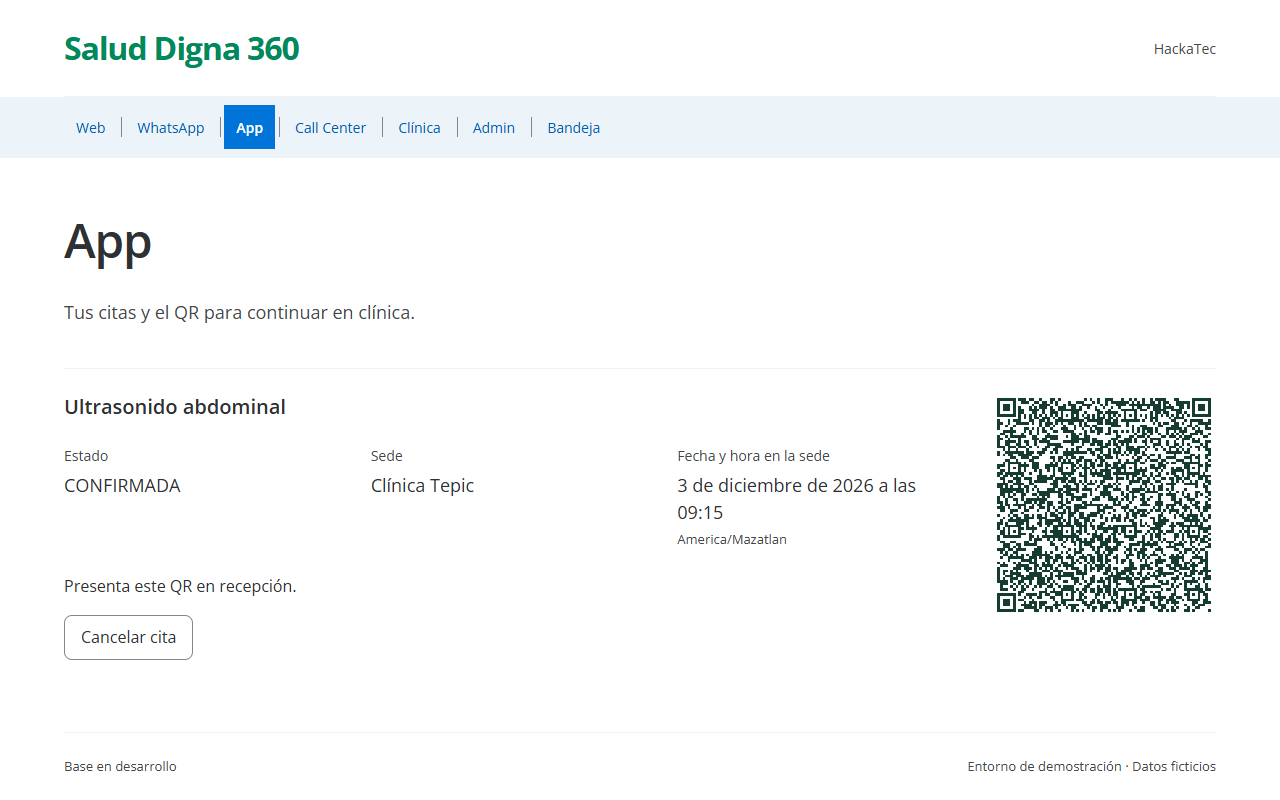 Salud Digna 360
HackaTec
Web
WhatsApp
App
Call Center
Clínica
Admin
Bandeja
App
Tus citas y el QR para continuar en clínica.
Ultrasonido abdominal
Estado
CONFIRMADA
Sede
Clínica Tepic
Fecha y hora en la sede
3 de diciembre de 2026 a las
09:15
America/Mazatlan
Presenta este QR en recepción.
Cancelar cita
Base en desarrollo
Entorno de demostración · Datos ficticios